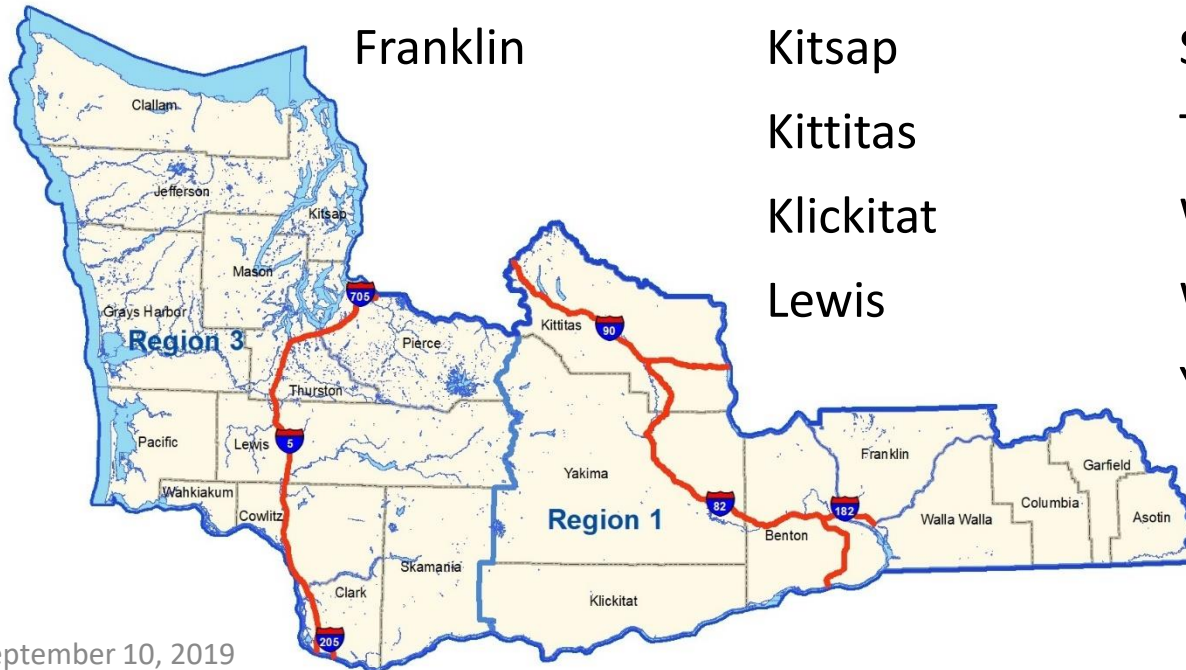 Franklin
Kitsap
Kittitas
Klickitat
Lewis
Clallam
Jefferson
Kitsap
Mason
705
Grays Harbor
Region 3
Pierce
Kittitas
90
Thurston
Pacific
Lewis
5
Yakima
Franklin
Garfield
Wahkiakum
Cowlitz
82
182
Columbia
Region 1
Walla Walla
Asotin
Benton
Skamania
Clark
Klickitat
205
eptember 10, 2019